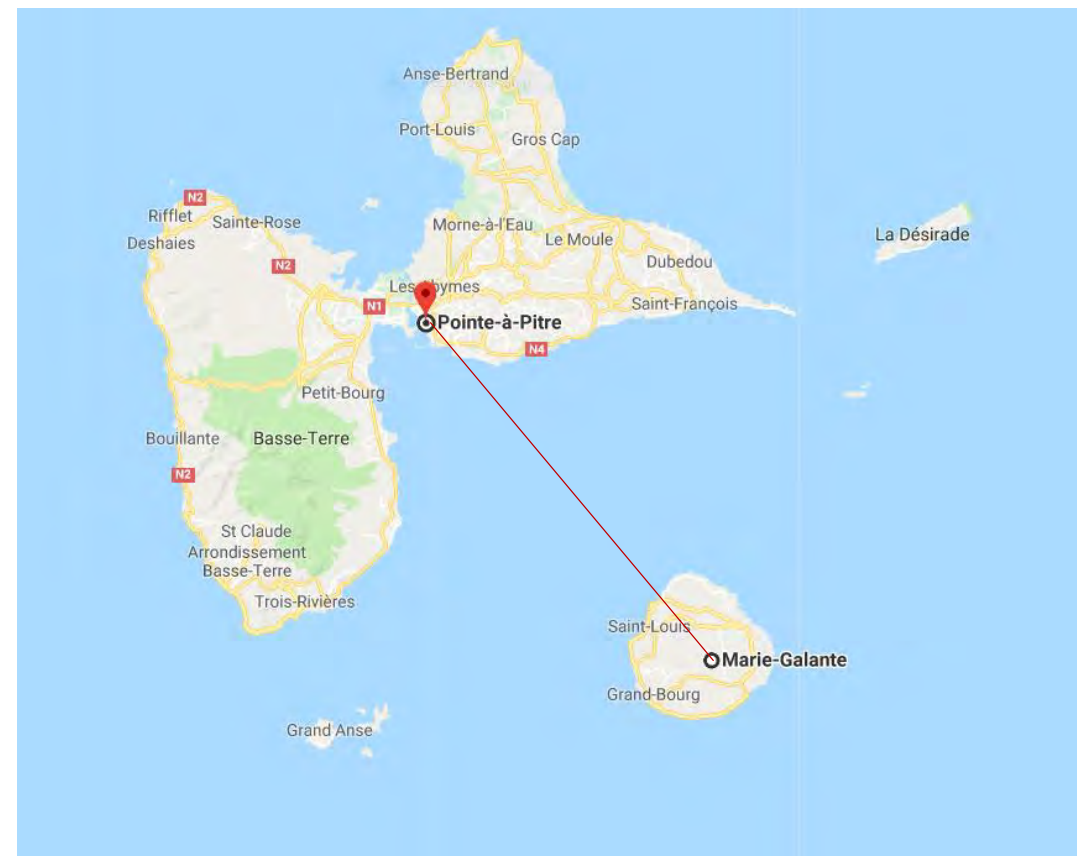 Anse-Bertrand
Port-Louis
Gros Cap
N2
Rifflet
Sainte-Rose
Morne-à-l'Eau
Deshaies
Le Moule
La Désirade
N2
Dubedou
Les Abymes
N1
Saint-François
Pointe-à-Pitre
N4
Petit-Bourg
Bouillante
Basse-Terre
N2
St Claude
Arrondissement
Basse-Terre
Trois-Rivières
Saint-Louis
Marie-Galante
Grand-Bourg
Grand Anse